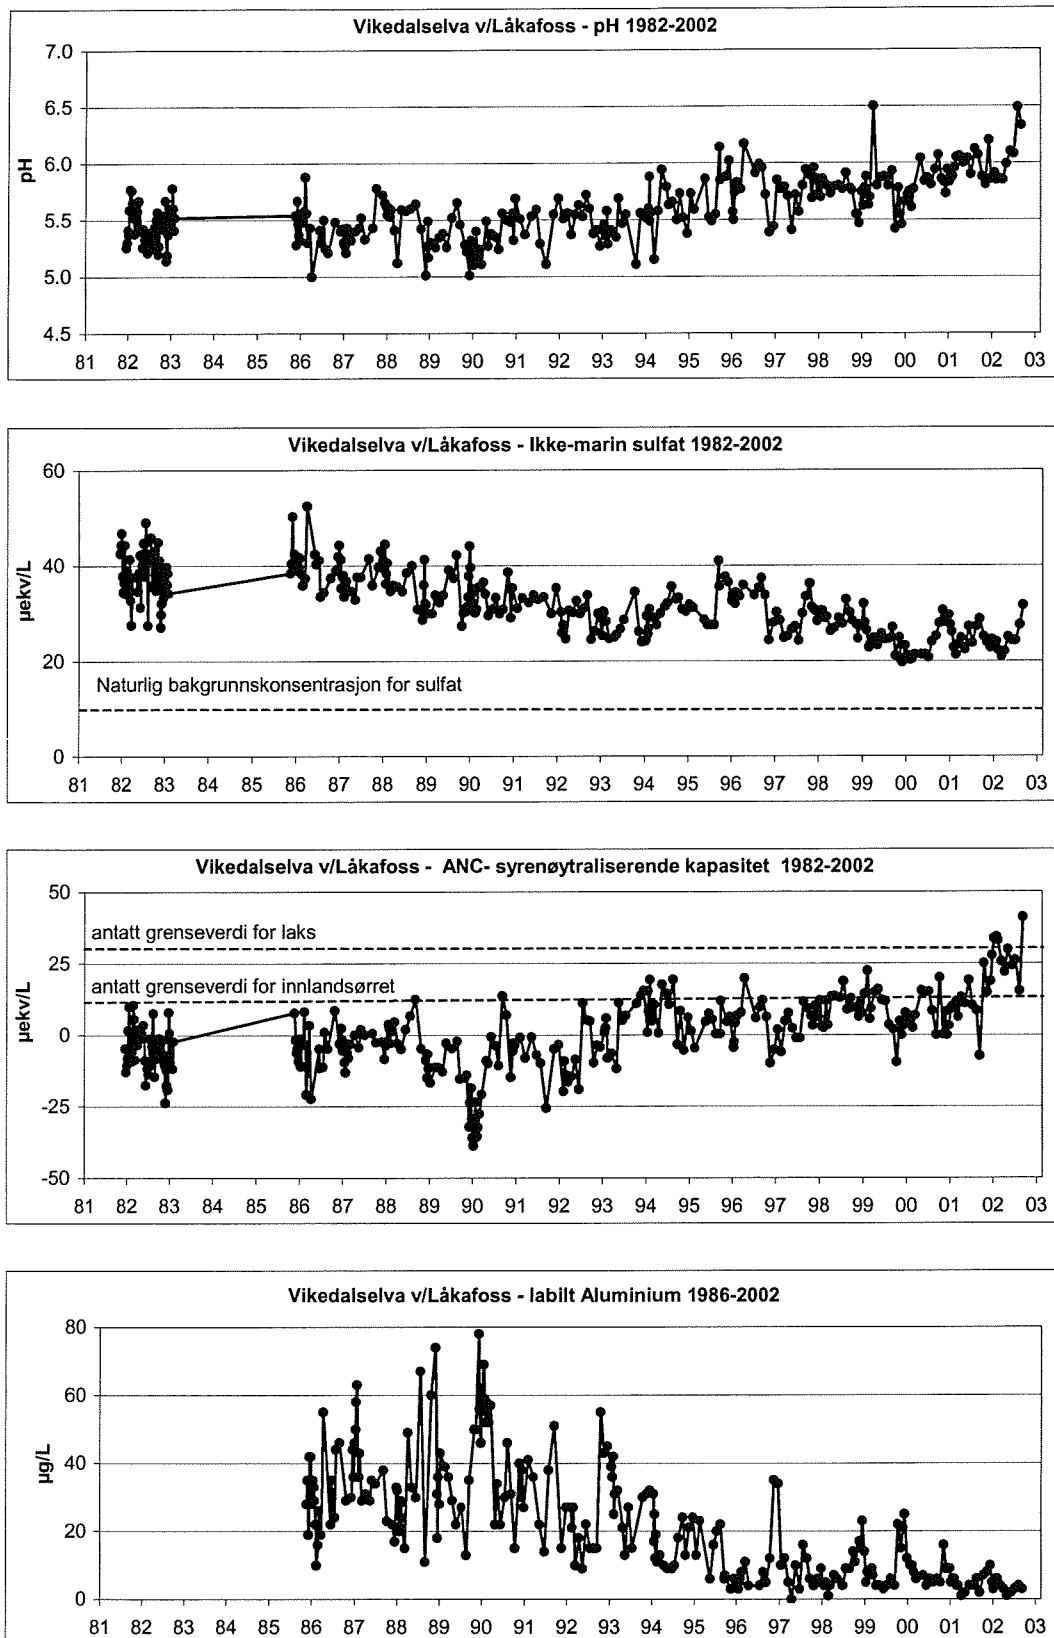 Vikedalselva v/Låkafoss - pH 1982-2002
7.0
6.5
6.0
5.5
5.0
4.5
pH
81 82 83 84 85 86 87 88 89 90 91 92 93 94 95 96 97 98 99 00 01 02 03
Vikedalselva v/Låkafoss - Ikke-marin sulfat 1982-2002
60
40
20
0
µekv/L
Naturlig bakgrunnskonsentrasjon for sulfat
81 82 83 84 85 86 87 88 89 90 91 92 93 94 95 96 97 98 99 00 01 02 03
Vikedalselva v/Låkafoss - ANC- syrenøytraliserende kapasitet 1982-2002
50
25
0
-25
-50
µekv/L
antatt grenseverdi for laks
antatt grenseverdi for innlandsørret
81 82 83 84 85 86 87 88 89 90 91 92 93 94 95 96 97 98 99 00 01 02 03
Vikedalselva v/Låkafoss - labilt Aluminium 1986-2002
80
60
40
20
0
µg/L
81 82 83 84 85 86 87 88 89 90 91 92 93 94 95 96 97 98 99 00 01 02 03